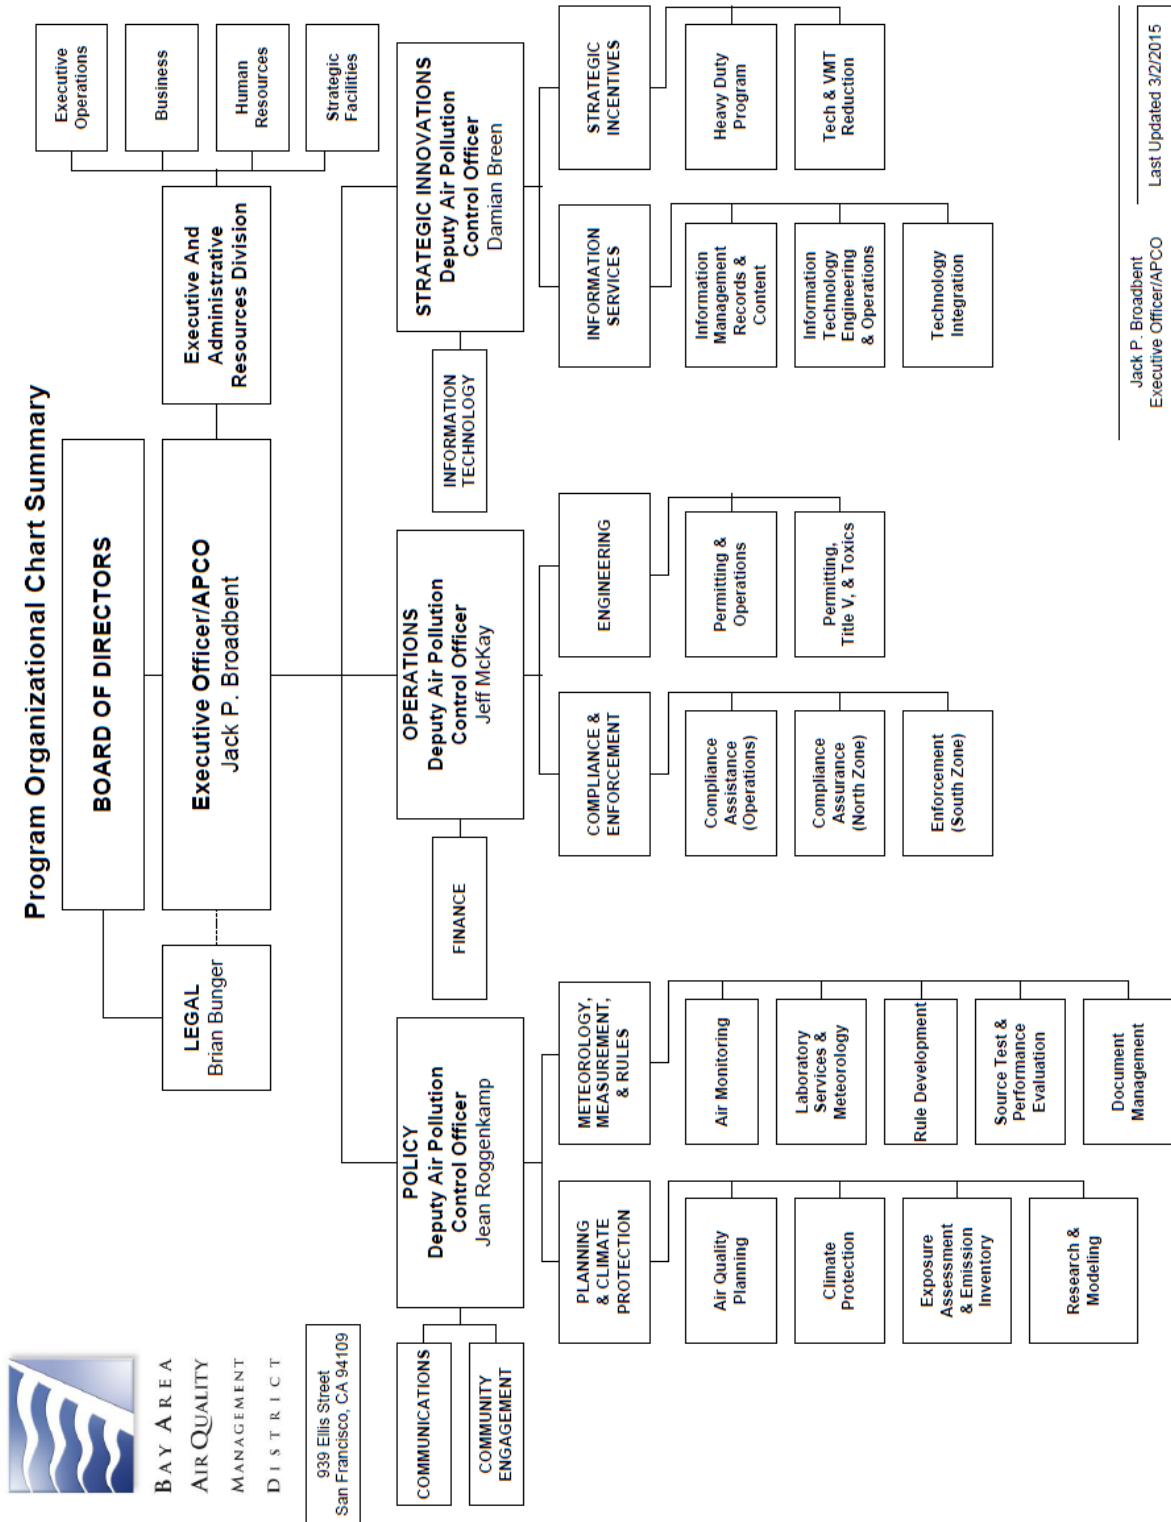 BAY AREA
AIR QUALITY
MANAGEMENT
DISTRICT
939 Ellis Street
San Francisco, CA 94109
Program Organizational Chart Summary
BOARD OF DIRECTORS
LEGAL
Brian Bunger
Executive Officer/APCO
Jack P. Broadbent
Executive And
Administrative
Resources Division
Executive
Operations
Business
Human
Resources
Strategic
Facilities
COMMUNICATIONS
COMMUNITY
ENGAGEMENT
POLICY
Deputy Air Pollution
Control Officer
Jean Roggenkamp
FINANCE
OPERATIONS
Deputy Air Pollution
Control Officer
Jeff McKay
INFORMATION
TECHNOLOGY
STRATEGIC INNOVATIONS
Deputy Air Pollution
Control Officer
Damian Breen
PLANNING
& CLIMATE
PROTECTION
Air Quality
Planning
Climate
Protection
Exposure
Assessment
& Emission
Inventory
Research &
Modeling
METEOROLOGY,
MEASUREMENT,
& RULES
Air Monitoring
Laboratory
Services &
Meteorology
Rule Development
Source Test &
Performance
Evaluation
Document
Management
COMPLIANCE &
ENFORCEMENT
Compliance
Assistance
(Operations)
Compliance
Assurance
(North Zone)
Enforcement
(South Zone)
ENGINEERING
Permitting &
Operations
Permitting,
Title V, & Toxics
INFORMATION
SERVICES
Information
Management
Records &
Content
Information
Technology
Engineering
& Operations
Technology
Integration
STRATEGIC
INCENTIVES
Heavy Duty
Program
Tech & VMT
Reduction
Jack P. Broadbent
Executive Officer/APCO
Last Updated 3/2/2015